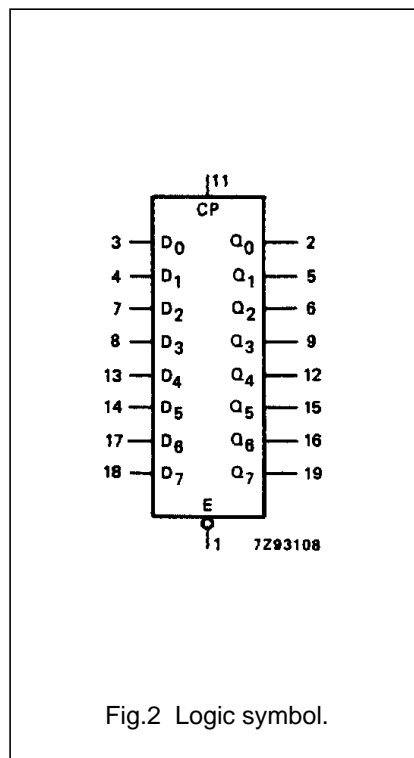 11
CP
3 D0 Q0 2
4 D1 Q1 5
7 D2 Q2 6
8 D3 Q3 9
13 D4 Q4 12
14 D5 Q5 15
17 D6 Q6 16
18 D7 Q7 19
E
1 7Z93108
Fig.2 Logic symbol.